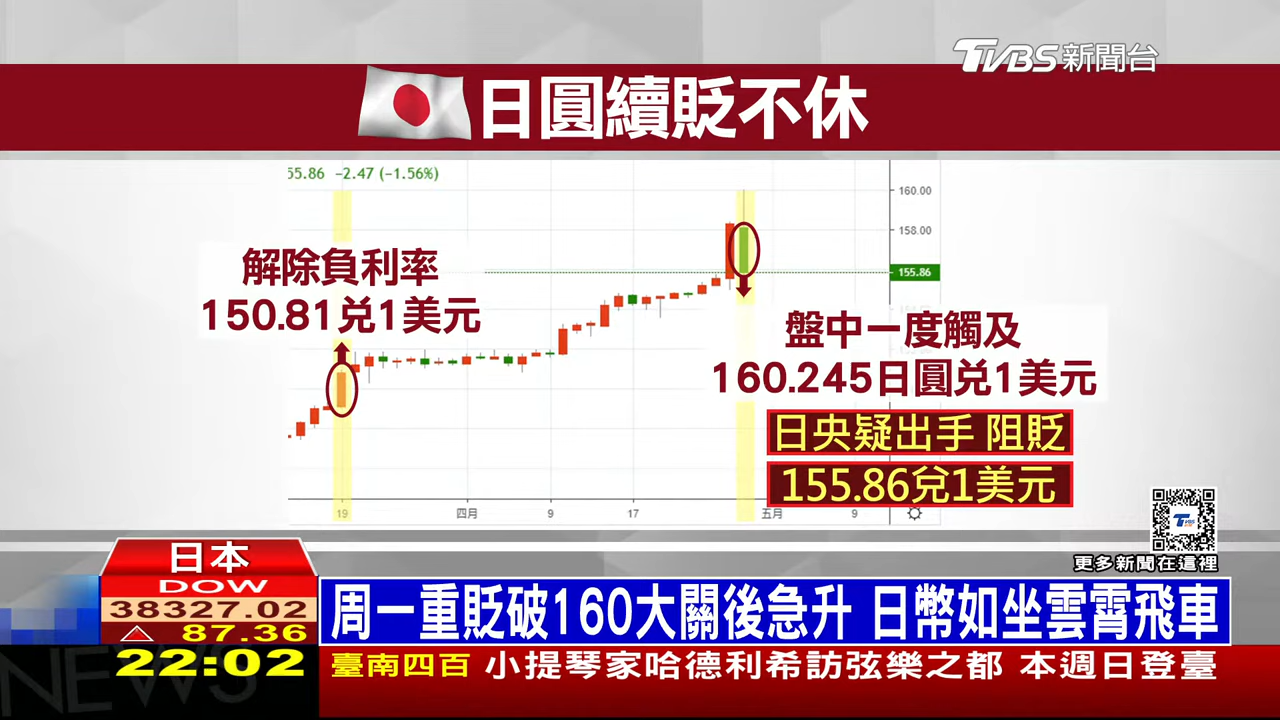 TVBS新聞台
日圓續貶不休
55.86 −2.47 (−1.56%)
160.00
158.00
155.86
解除負利率
150.81兌1美元
盤中一度觸及
160.245日圓兌1美元
日央疑出手 阻貶
155.86兌1美元
19 四月 9 17 五月 9
TVBS
更多新聞在這裡
日本
DOW
38327.02
87.36
22:02
周一重貶破160大關後急升 日幣如坐雲霄飛車
臺南四百 小提琴家哈德利希訪弦樂之都 本週日登臺
NEWS